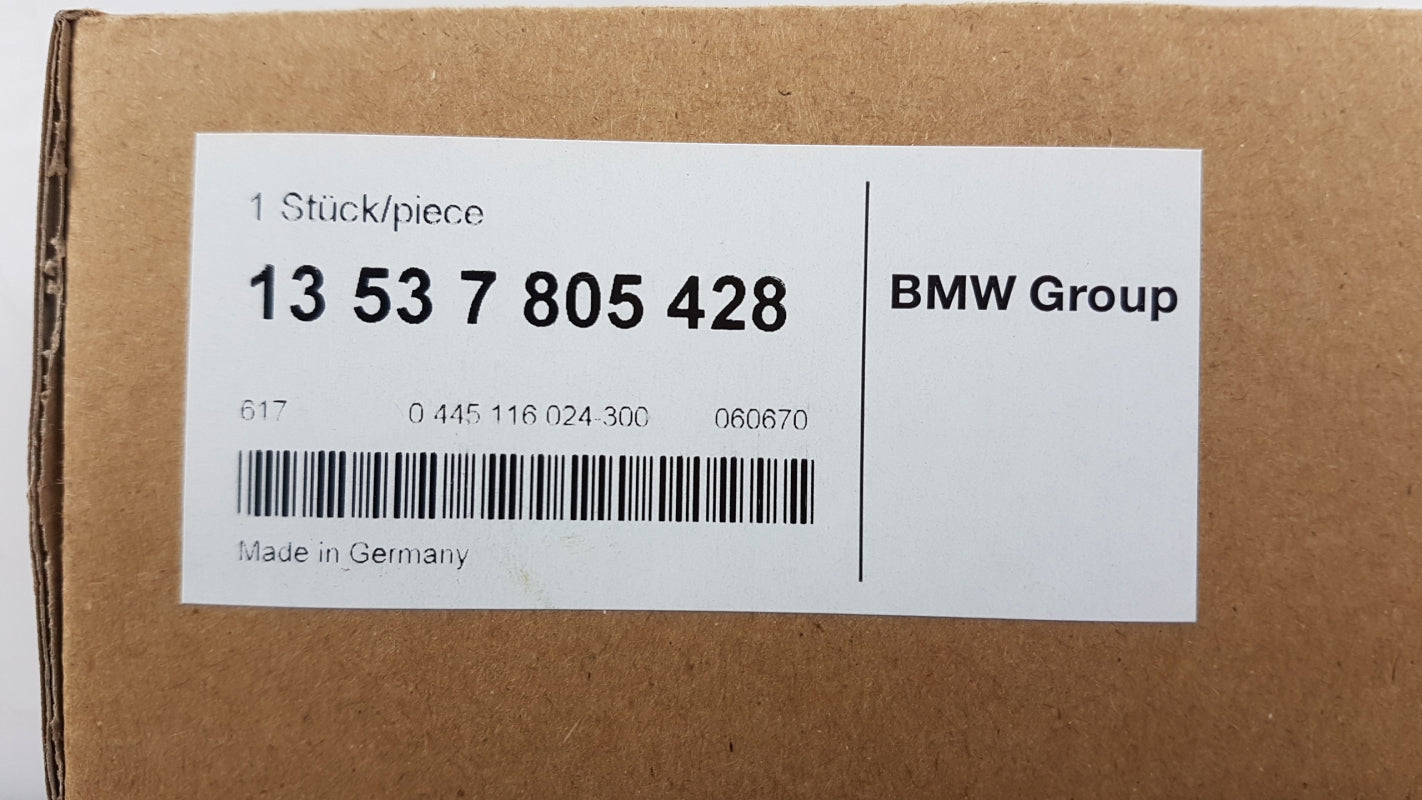 1 Stück/piece
13 53 7 805 428
BMW Group
617 0 445 116 024-300 060670
Made in Germany